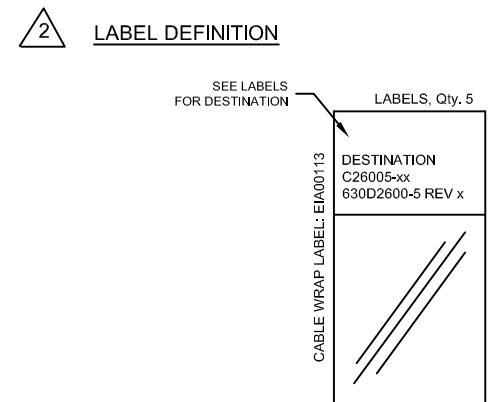 2 LABEL DEFINITION
SEE LABELS
FOR DESTINATION
LABELS, Qty. 5
CABLE WRAP LABEL: EIA00113
DESTINATION
C26005-xx
630D2600-5 REV x